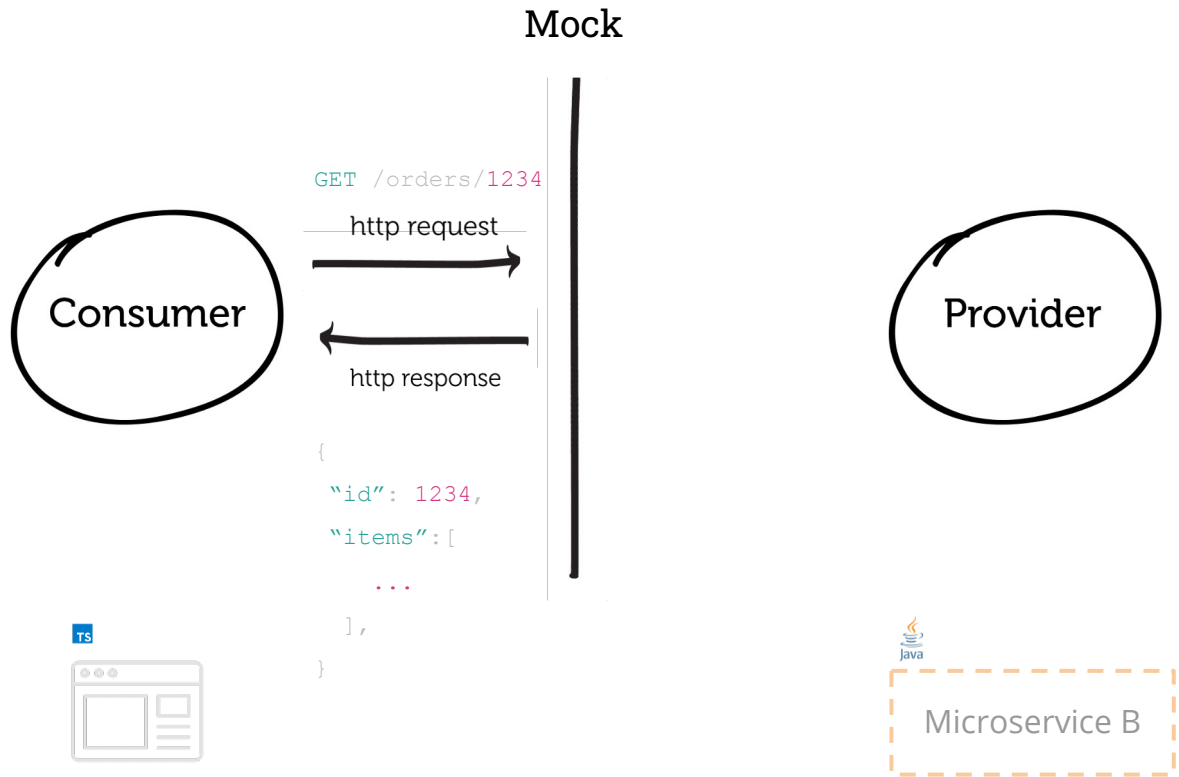 Mock
GET /orders/1234
http request
Consumer
Provider
http response
{
“id”: 1234,
“items”:[
...
],
}
TS
Java
Microservice B